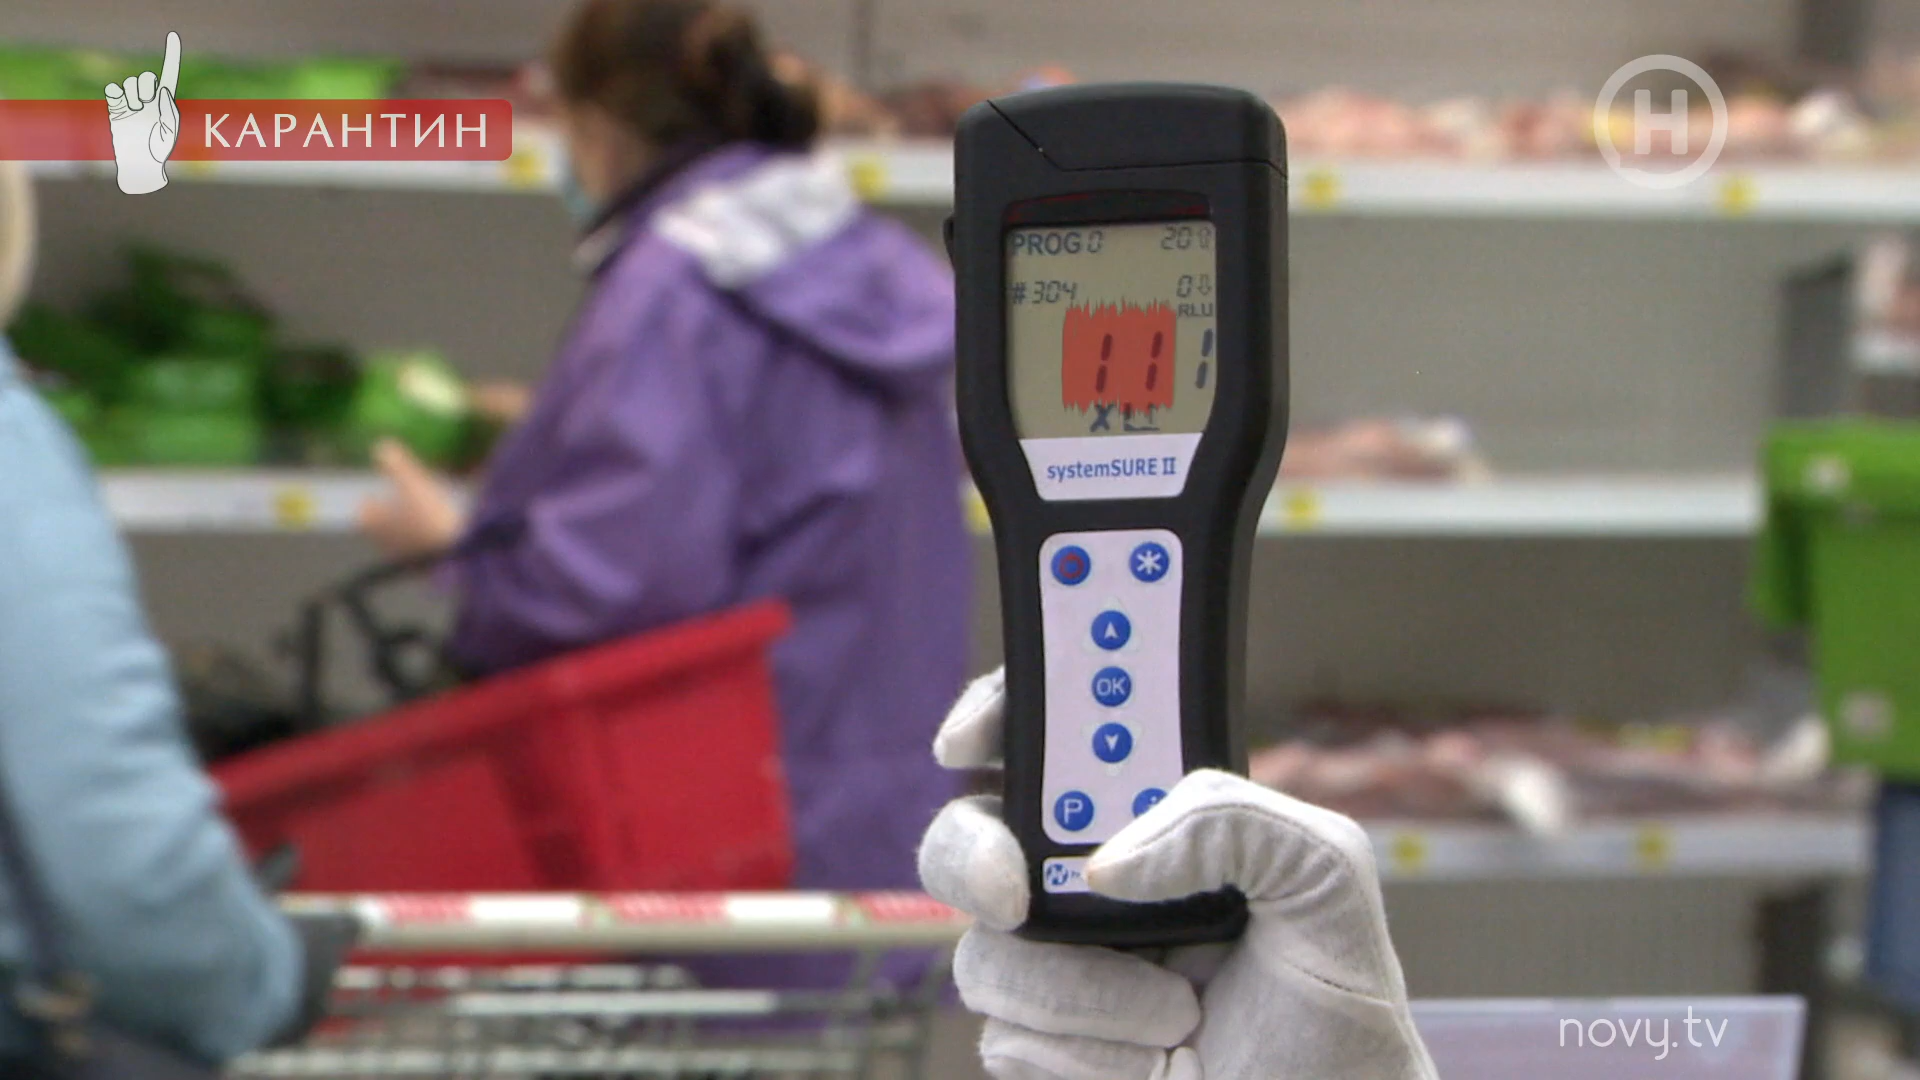 КАРАНТИН
Н
PROG 0 20
#304 0
RLU
111
X
systemSURE II
OK
P
novy.tv